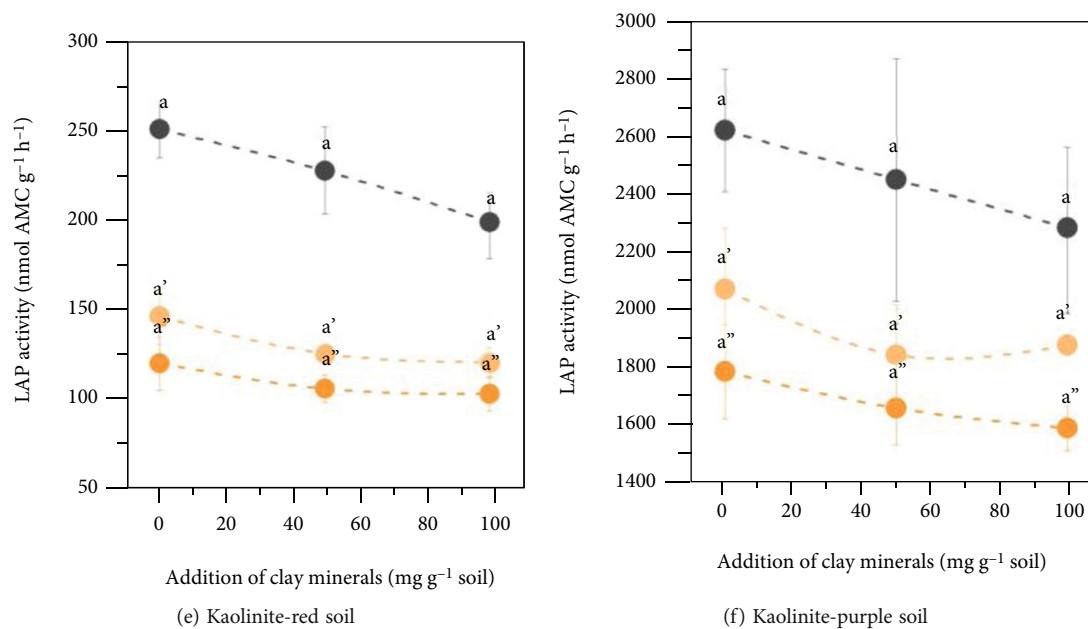 300
250
200
150
100
50
LAP activity (nmol AMC g⁻¹ h⁻¹)
a
a
a
a’
a’
a’
a”
a”
a”
0 20 40 60 80 100
Addition of clay minerals (mg g⁻¹ soil)
(e) Kaolinite-red soil
3000
2800
2600
2400
2200
2000
1800
1600
1400
LAP activity (nmol AMC g⁻¹ h⁻¹)
a
a
a
a’
a’
a’
a”
a”
a”
0 20 40 60 80 100
Addition of clay minerals (mg g⁻¹ soil)
(f) Kaolinite-purple soil